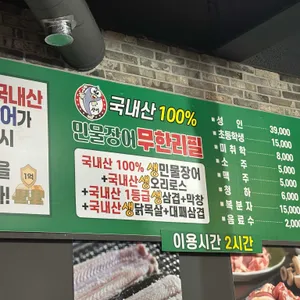 국내산
어가
시
을
1억
국내산 100%
민물장어무한리필
국내산 100% 생민물장어
+국내산생오리로스
+국내산 1등급 생삼겹+막창
+국내산생닭목살+대패삼겹
성 인 39,000
초등학생 15,000
미취학 8,000
소 주 5,000
맥 주 5,000
청 하 6,000
복분자 15,000
음료수 2,000
이용시간 2시간